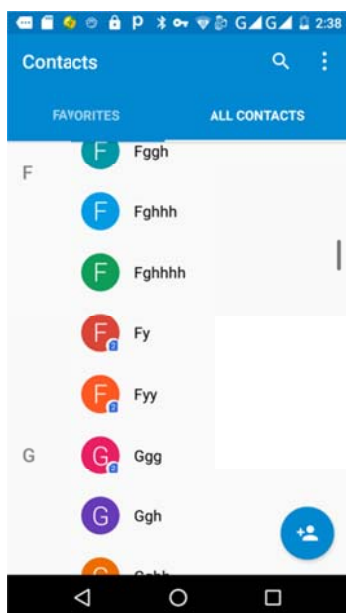 P G G 2:38
Contacts
FAVORITES ALL CONTACTS
F
F Fggh
F Fghhh
F Fghhhh
F Fy
F Fyy
G
G Ggg
G Ggh